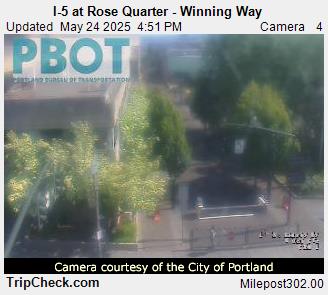 I-5 at Rose Quarter - Winning Way
Updated May 24 2025 4:51 PM Camera 4
PBOT
PORTLAND BUREAU OF TRANSPORTATION
Camera courtesy of the City of Portland
TripCheck.com Milepost302.00